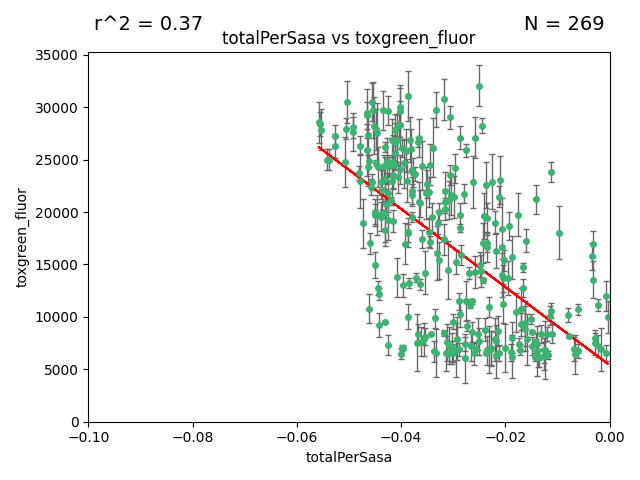 r^2 = 0.37
N = 269
totalPerSasa vs toxgreen_fluor
35000
30000
25000
20000
15000
10000
5000
0
toxgreen_fluor
−0.10
−0.08
−0.06
−0.04
−0.02
0.00
totalPerSasa